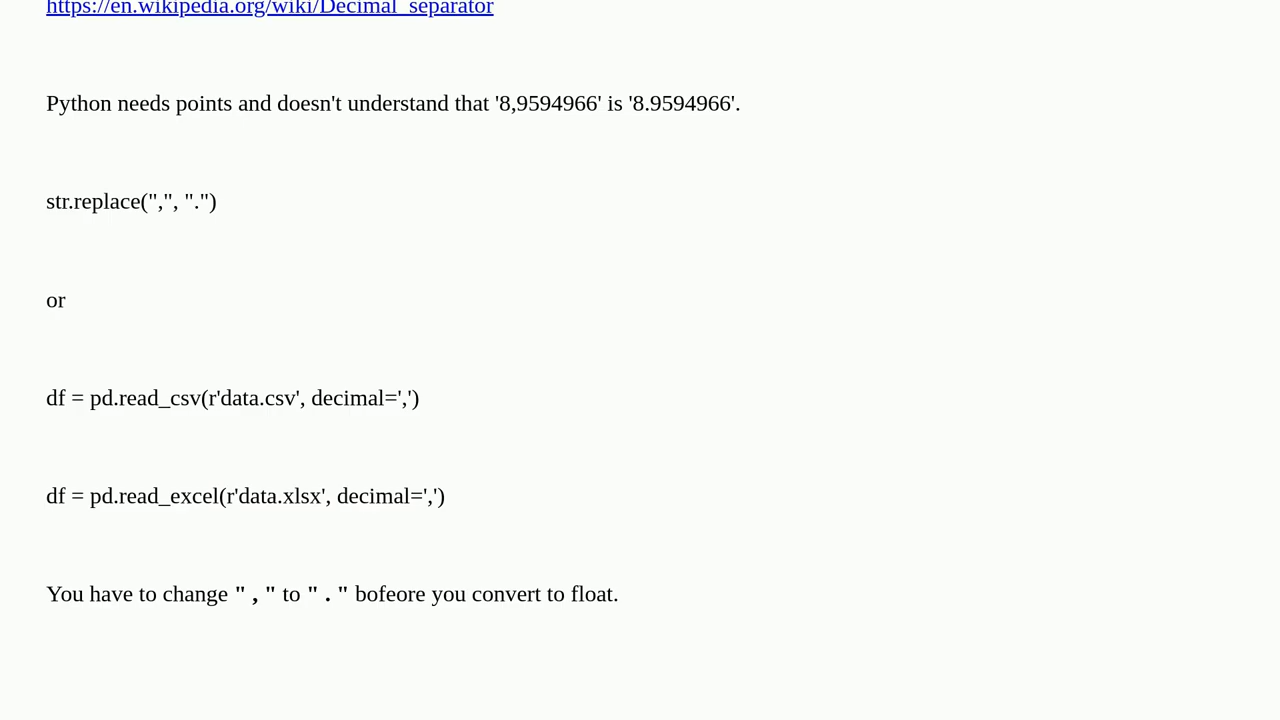 https://en.wikipedia.org/wiki/Decimal_separator
Python needs points and doesn't understand that '8,9594966' is '8.9594966'.
str.replace(",", ".")
or
df = pd.read_csv(r'data.csv', decimal=',')
df = pd.read_excel(r'data.xlsx', decimal=',')
You have to change " , " to " . " bofeore you convert to float.